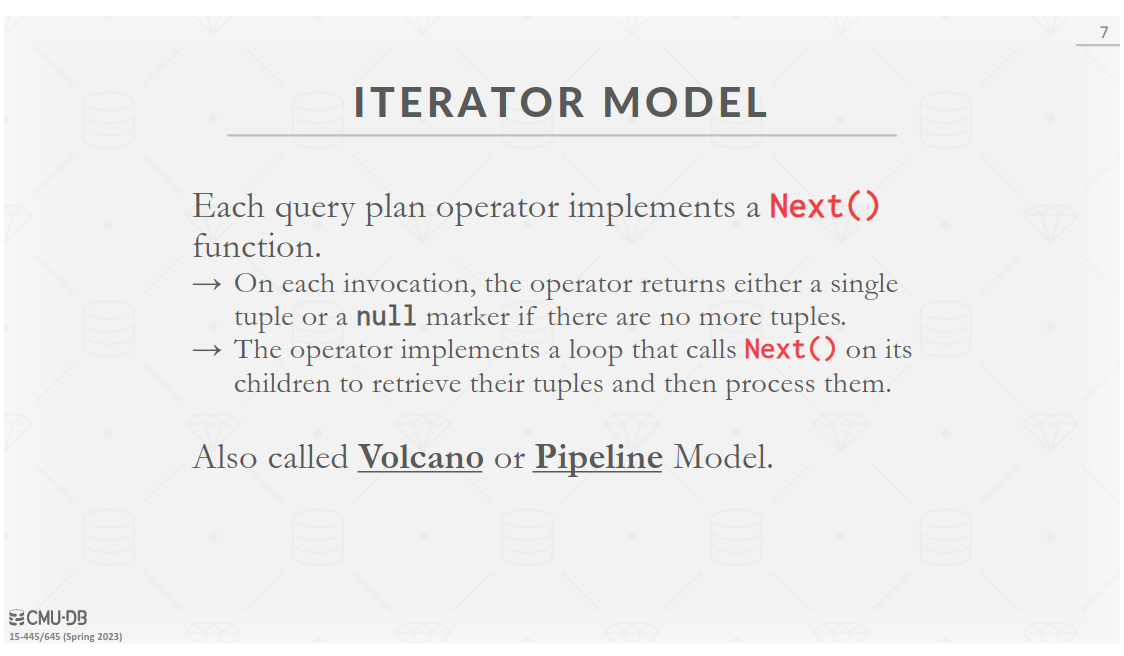 7
ITERATOR MODEL
Each query plan operator implements a Next()
function.
→ On each invocation, the operator returns either a single
tuple or a null marker if there are no more tuples.
→ The operator implements a loop that calls Next() on its
children to retrieve their tuples and then process them.
Also called Volcano or Pipeline Model.
CMU·DB
15-445/645 (Spring 2023)